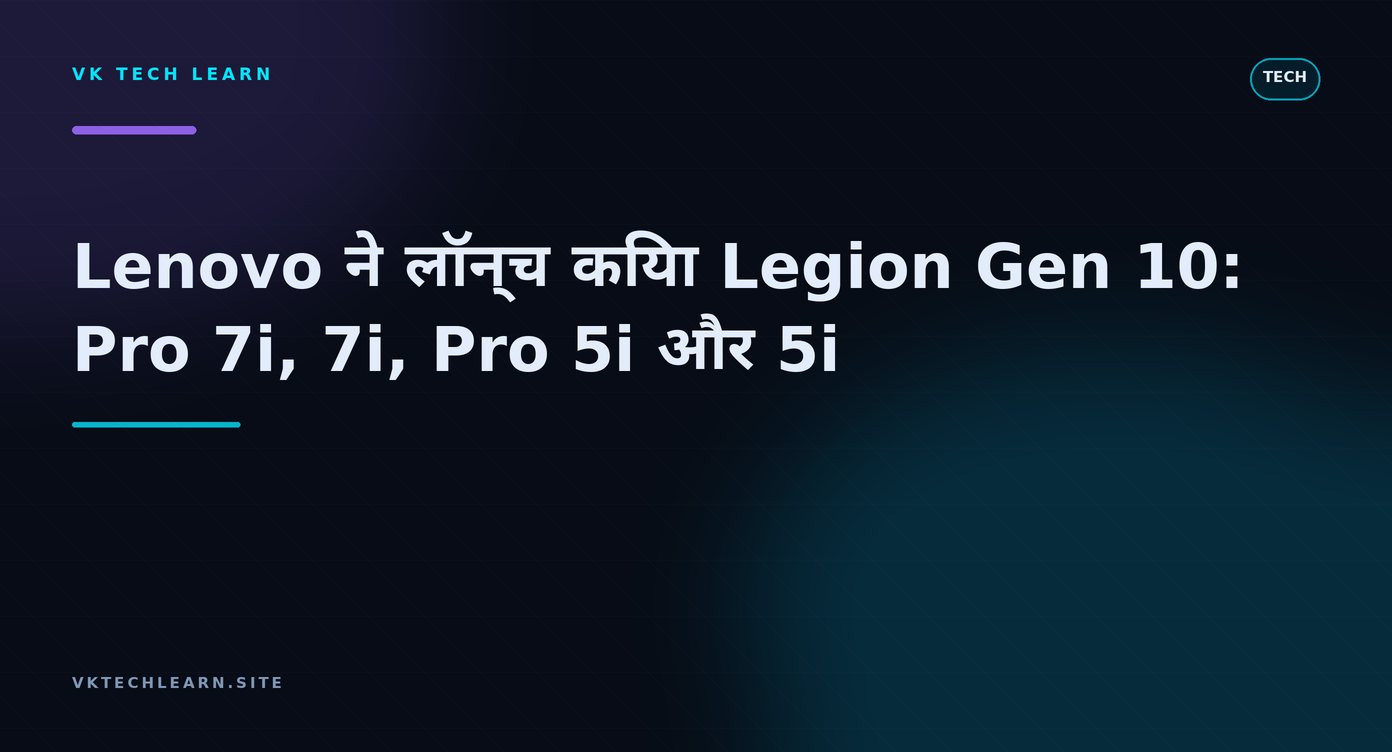 VK TECH LEARN
TECH
Lenovo ने लॉन्च किया Legion Gen 10:
Pro 7i, 7i, Pro 5i और 5i
VKTECHLEARN.SITE